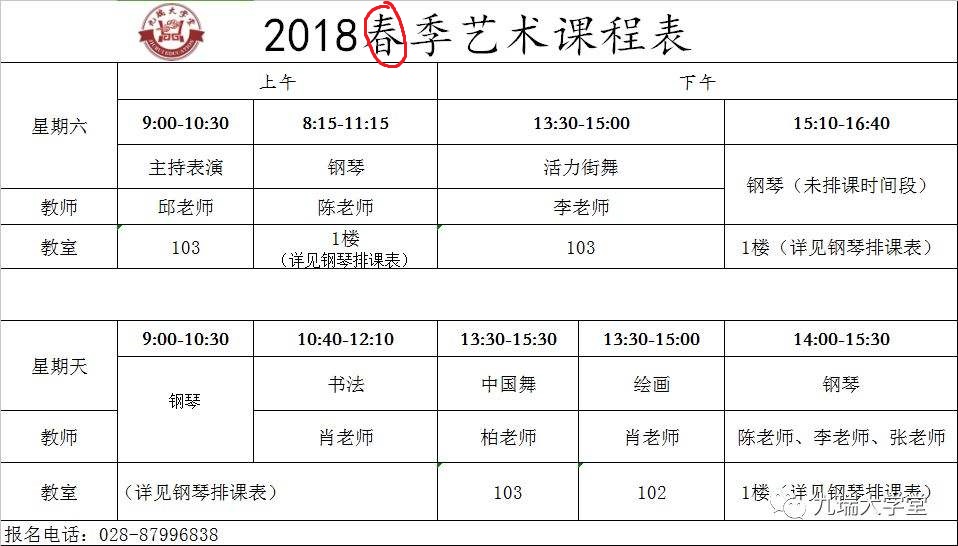 九瑞大学堂
JIURUI EDUCATION
2018春季艺术课程表
星期六 上午 下午
9:00-10:30 8:15-11:15 13:30-15:00 15:10-16:40
主持表演 钢琴 活力街舞 钢琴（未排课时间段）
教师 邱老师 陈老师 李老师
教室 103 1楼 103 1楼（详见钢琴排课表）
（详见钢琴排课表）
星期天 9:00-10:30 10:40-12:10 13:30-15:30 13:30-15:00 14:00-15:30
钢琴 书法 中国舞 绘画 钢琴
教师 肖老师 柏老师 肖老师 陈老师、李老师、张老师
教室 （详见钢琴排课表） 103 102 1楼（详见钢琴排课表）
九瑞大学堂
报名电话：028-87996838